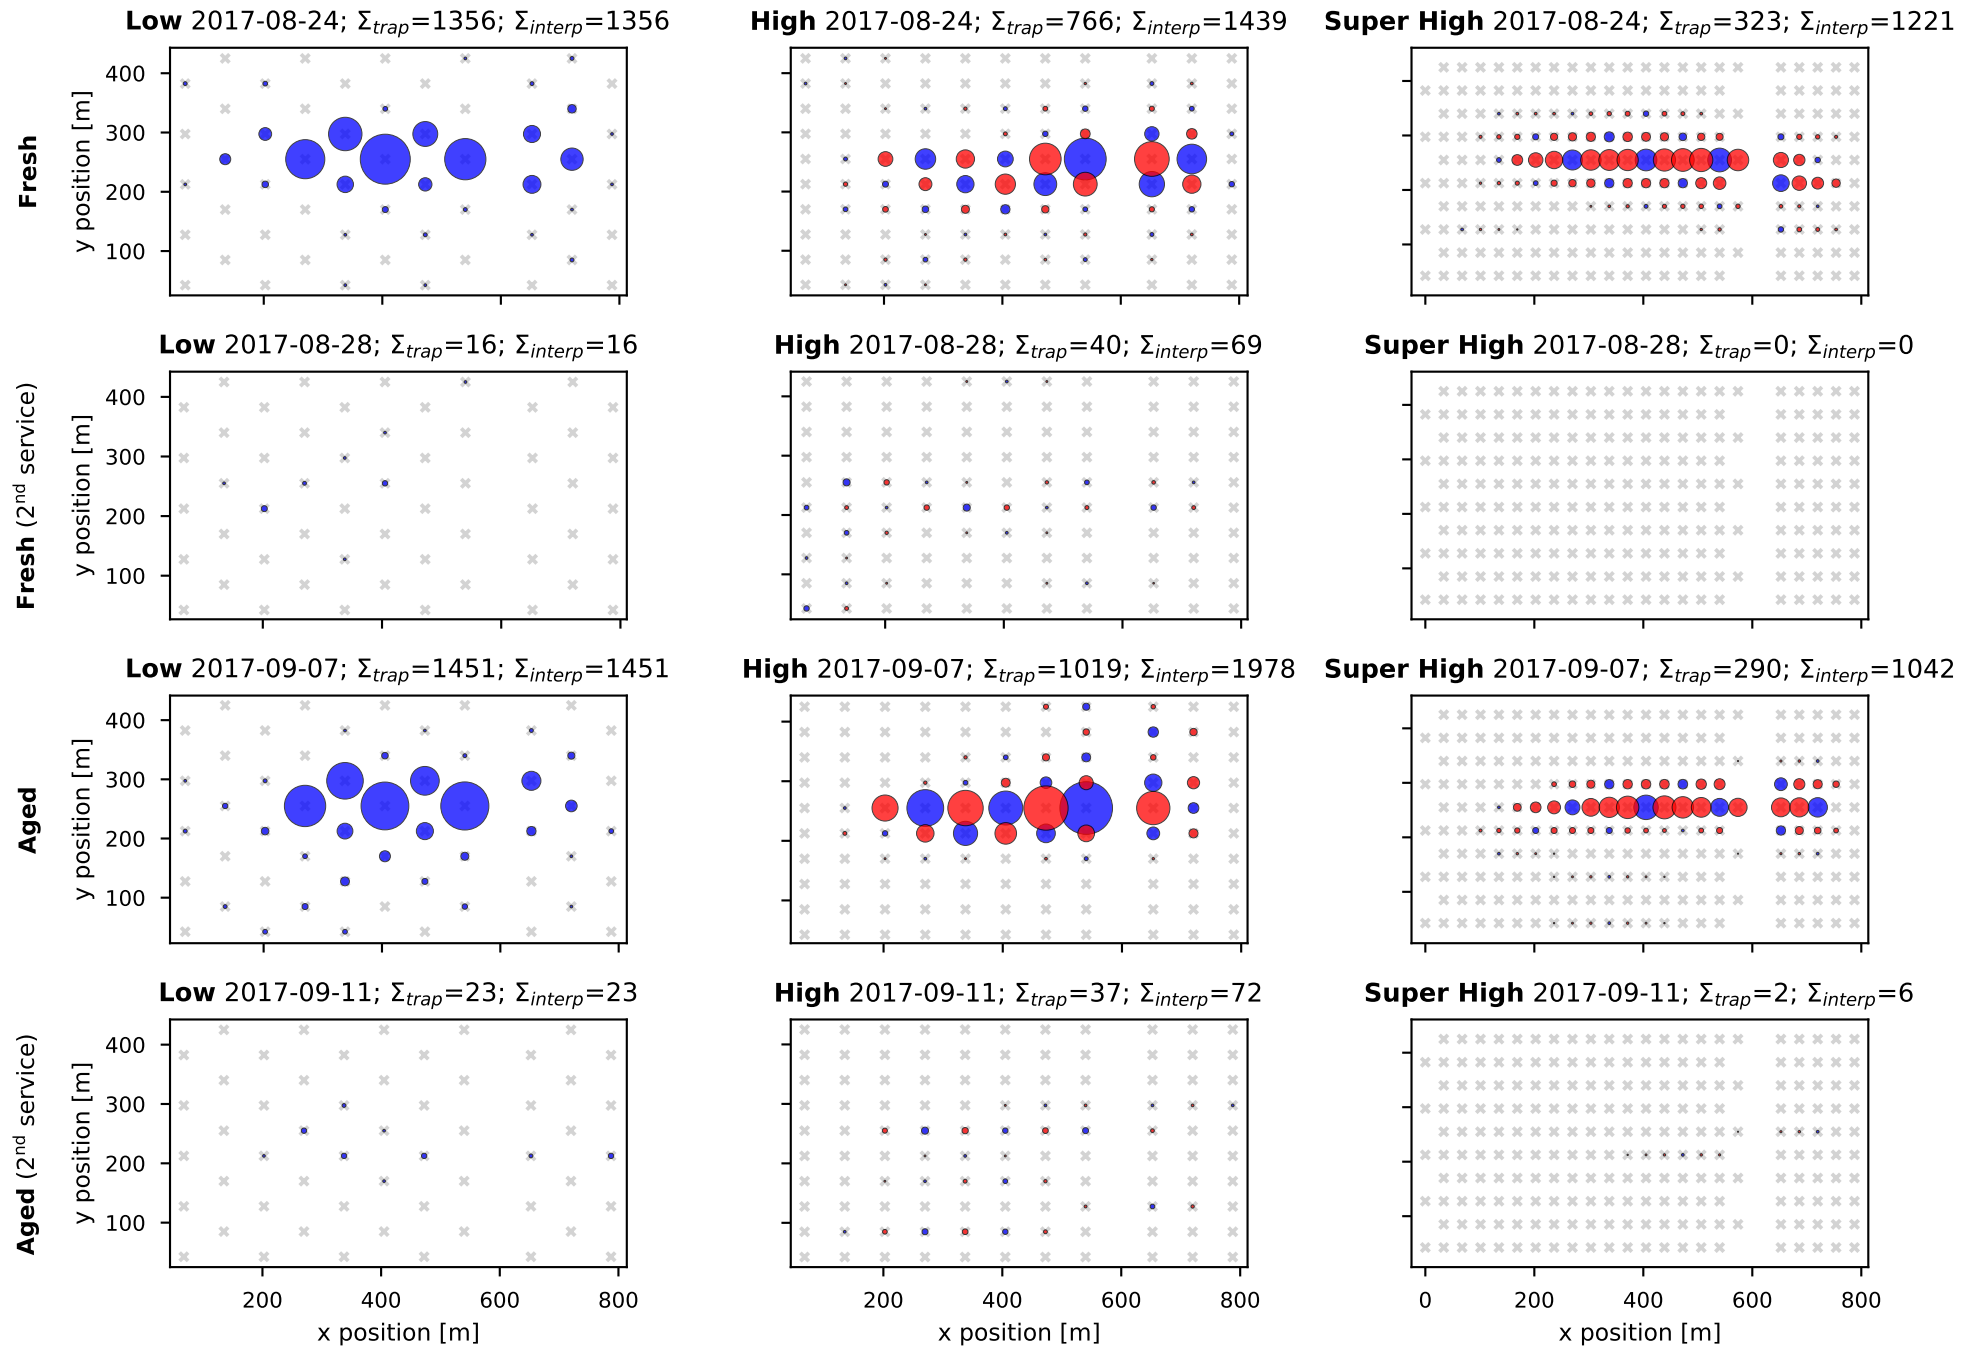 Low 2017-08-24; Σtrap=1356; Σinterp=1356
High 2017-08-24; Σtrap=766; Σinterp=1439
Super High 2017-08-24; Σtrap=323; Σinterp=1221
Fresh
y position [m]
400
300
200
100
Low 2017-08-28; Σtrap=16; Σinterp=16
High 2017-08-28; Σtrap=40; Σinterp=69
Super High 2017-08-28; Σtrap=0; Σinterp=0
Fresh (2nd service)
y position [m]
400
300
200
100
Low 2017-09-07; Σtrap=1451; Σinterp=1451
High 2017-09-07; Σtrap=1019; Σinterp=1978
Super High 2017-09-07; Σtrap=290; Σinterp=1042
Aged
y position [m]
400
300
200
100
Low 2017-09-11; Σtrap=23; Σinterp=23
High 2017-09-11; Σtrap=37; Σinterp=72
Super High 2017-09-11; Σtrap=2; Σinterp=6
Aged (2nd service)
y position [m]
400
300
200
100
200 400 600 800
200 400 600 800
0 200 400 600 800
x position [m]
x position [m]
x position [m]